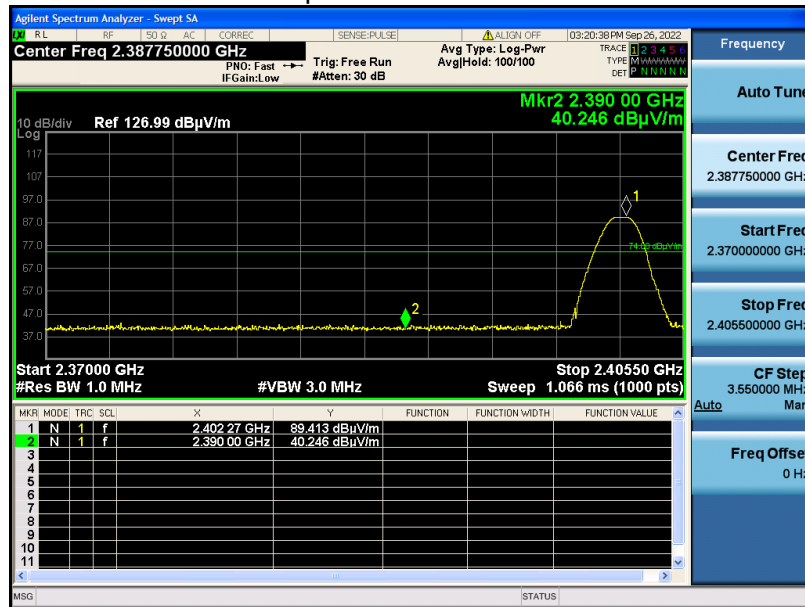 Agilent Spectrum Analyzer - Swept SA
LXI RL RF 50 Ω AC CORREC SENSE:PULSE ALIGN OFF 03:20:38 PM Sep 26, 2022
Center Freq 2.387750000 GHz
PNO: Fast Trig: Free Run
IFGain:Low #Atten: 30 dB
Avg Type: Log-Pwr
Avg|Hold: 100/100
TRACE 1 2 3 4 5 6
TYPE M WWWWW
DET P N N N N N
Mkr2 2.390 00 GHz
40.246 dBµV/m
10 dB/div Ref 126.99 dBµV/m
Log
117
107
97.0
87.0
77.0
67.0
57.0
47.0
37.0
1
2
74.00 dBµV/m
Start 2.37000 GHz Stop 2.40550 GHz
#Res BW 1.0 MHz #VBW 3.0 MHz Sweep 1.066 ms (1000 pts)
MKR MODE TRC SCL X Y FUNCTION FUNCTION WIDTH FUNCTION VALUE
1 N 1 f 2.402 27 GHz 89.413 dBµV/m
2 N 1 f 2.390 00 GHz 40.246 dBµV/m
3
4
5
6
7
8
9
10
11
MSG STATUS
Frequency
Auto Tune
Center Freq
2.387750000 GHz
Start Freq
2.370000000 GHz
Stop Freq
2.405500000 GHz
CF Step
3.550000 MHz
Auto Man
Freq Offset
0 Hz